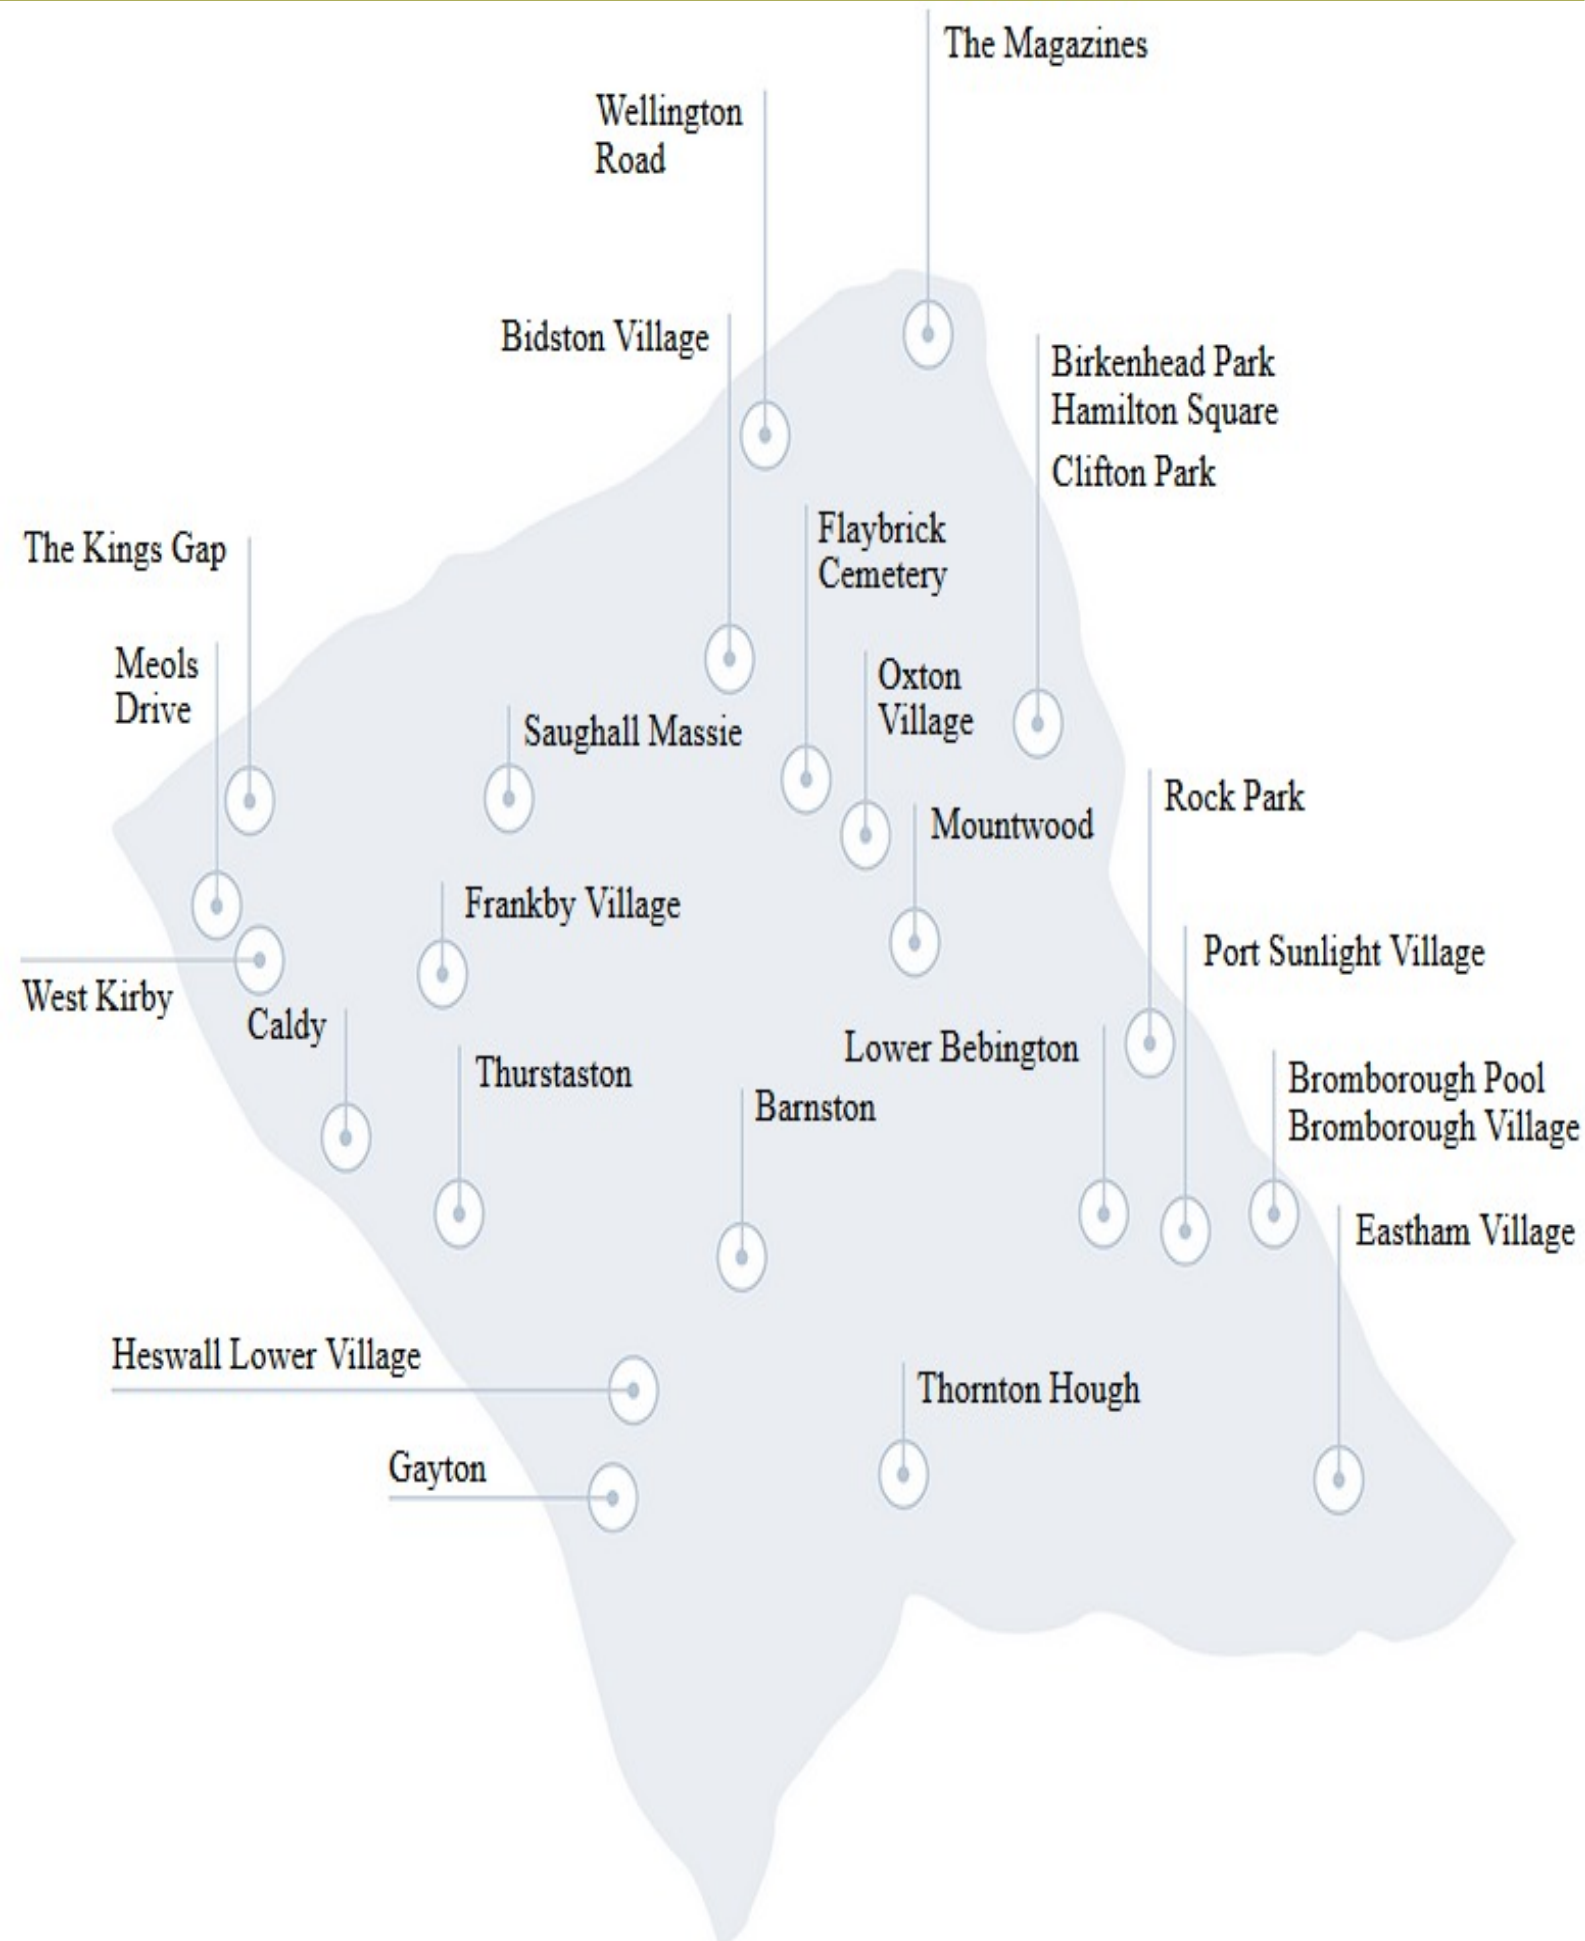 The Magazines
Wellington
Road
Bidston Village
Birkenhead Park
Hamilton Square
Clifton Park
Flaybrick
Cemetery
The Kings Gap
Meols
Drive
Oxton
Village
Saughall Massie
Rock Park
Mountwood
Frankby Village
Port Sunlight Village
West Kirby
Caldy
Lower Bebington
Thurstaston
Bromborough Pool
Bromborough Village
Barnston
Eastham Village
Heswall Lower Village
Thornton Hough
Gayton